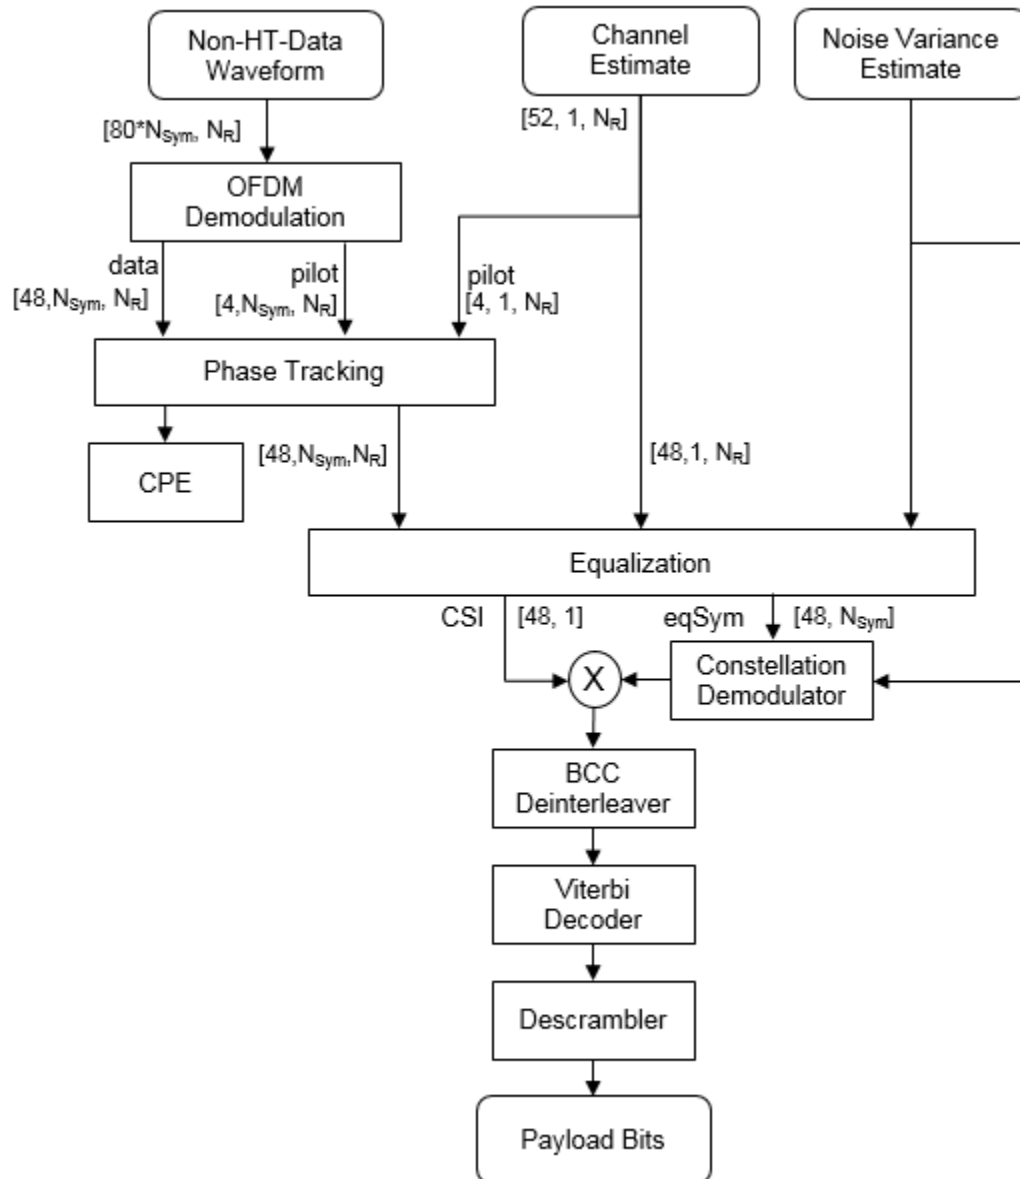 Non-HT-Data
Waveform
Channel
Estimate
Noise Variance
Estimate
[80*NSym, NR]
[52, 1, NR]
OFDM
Demodulation
data
[48,NSym, NR]
pilot
[4,NSym, NR]
pilot
[4, 1, NR]
Phase Tracking
CPE
[48,NSym,NR]
[48,1, NR]
Equalization
CSI
[48, 1]
eqSym
[48, NSym]
X
Constellation
Demodulator
BCC
Deinterleaver
Viterbi
Decoder
Descrambler
Payload Bits